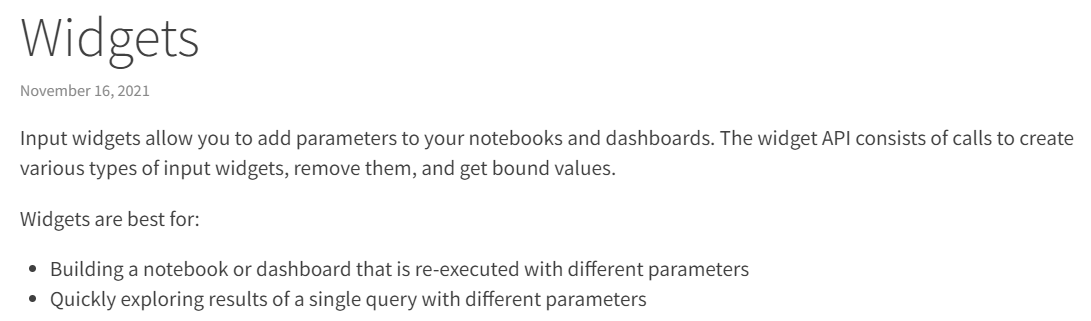 Widgets
November 16, 2021
Input widgets allow you to add parameters to your notebooks and dashboards. The widget API consists of calls to create
various types of input widgets, remove them, and get bound values.
Widgets are best for:
• Building a notebook or dashboard that is re-executed with different parameters
• Quickly exploring results of a single query with different parameters